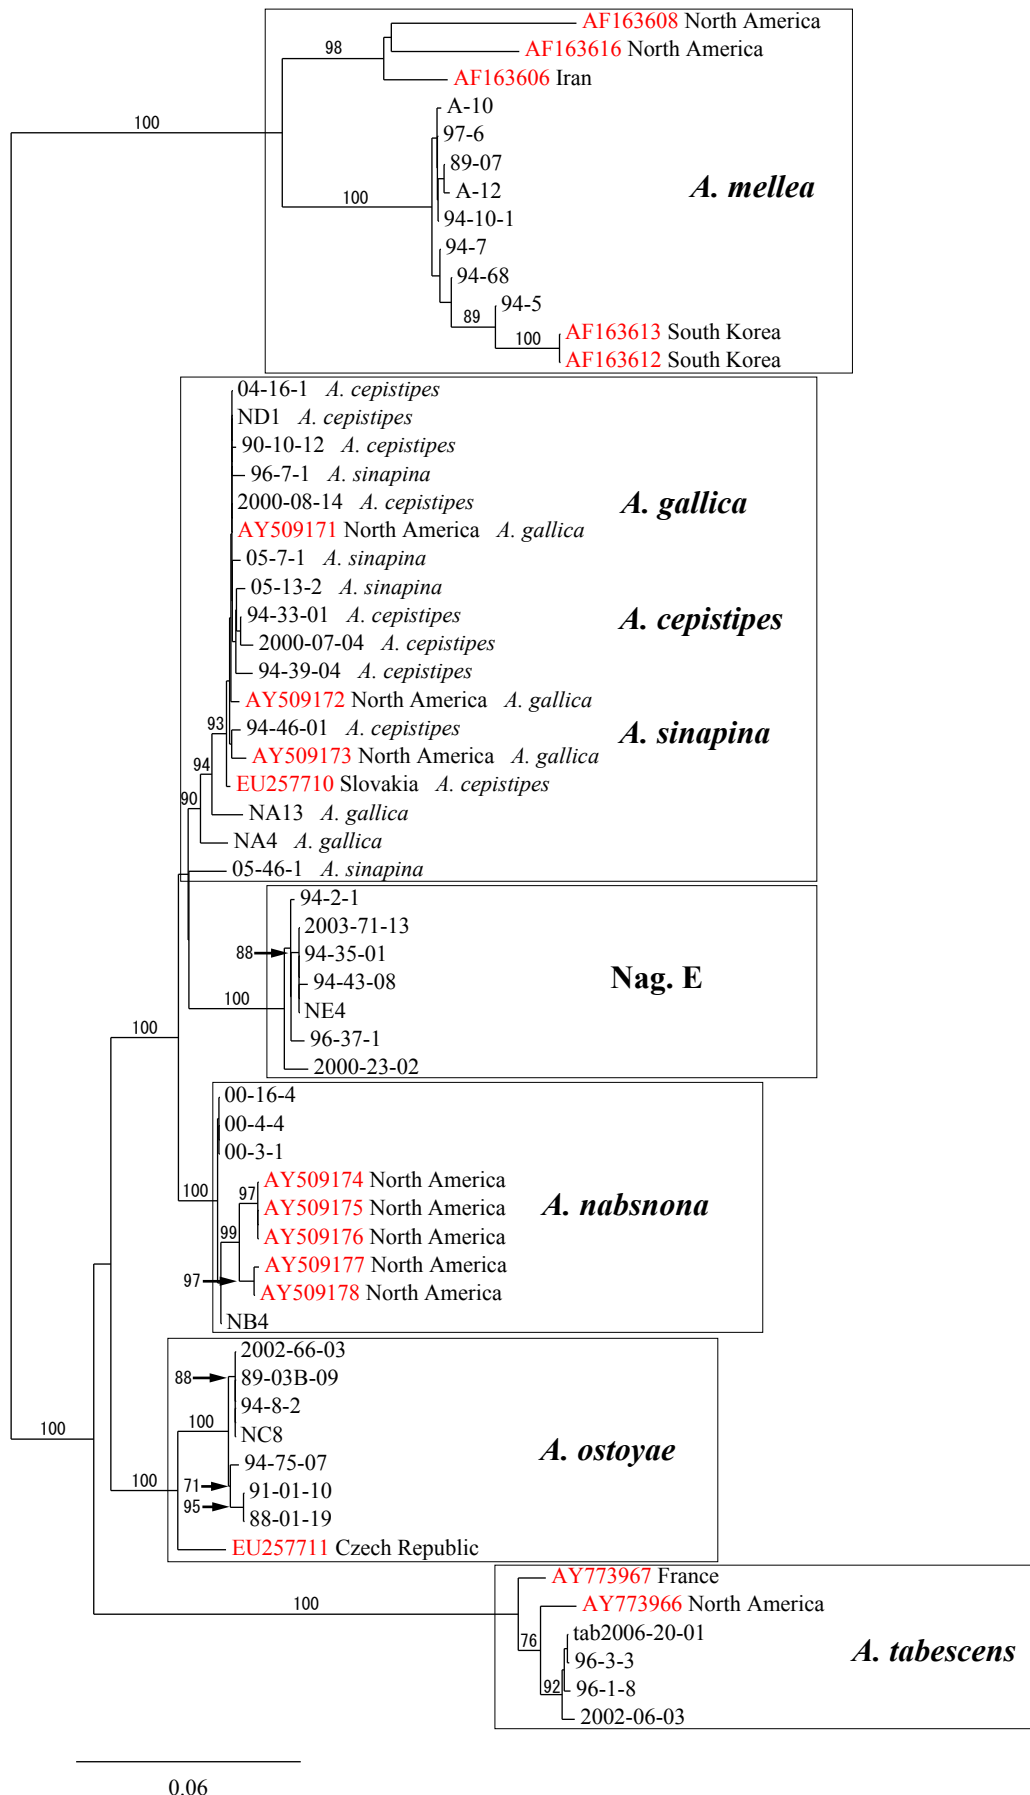 AF163608 North America
98
AF163616 North America
AF163606 Iran
A-10
100
97-6
89-07
A-12
A. mellea
100
94-10-1
94-7
94-68
94-5
89
AF163613 South Korea
100
AF163612 South Korea
04-16-1 A. cepistipes
ND1 A. cepistipes
90-10-12 A. cepistipes
96-7-1 A. sinapina
2000-08-14 A. cepistipes
A. gallica
AY509171 North America A. gallica
05-7-1 A. sinapina
05-13-2 A. sinapina
94-33-01 A. cepistipes
A. cepistipes
2000-07-04 A. cepistipes
94-39-04 A. cepistipes
AY509172 North America A. gallica
93
94-46-01 A. cepistipes
A. sinapina
AY509173 North America A. gallica
94
EU257710 Slovakia A. cepistipes
90
NA13 A. gallica
NA4 A. gallica
05-46-1 A. sinapina
94-2-1
2003-71-13
88
94-35-01
94-43-08
Nag. E
100
NE4
96-37-1
100
2000-23-02
00-16-4
00-4-4
00-3-1
AY509174 North America
100
97
AY509175 North America
A. nabsnona
99
AY509176 North America
AY509177 North America
97
AY509178 North America
NB4
2002-66-03
88
89-03B-09
94-8-2
100
100
NC8
A. ostoyae
94-75-07
100
71
91-01-10
95
88-01-19
EU257711 Czech Republic
AY773967 France
100
AY773966 North America
tab2006-20-01
76
96-3-3
A. tabescens
92
96-1-8
2002-06-03
0.06